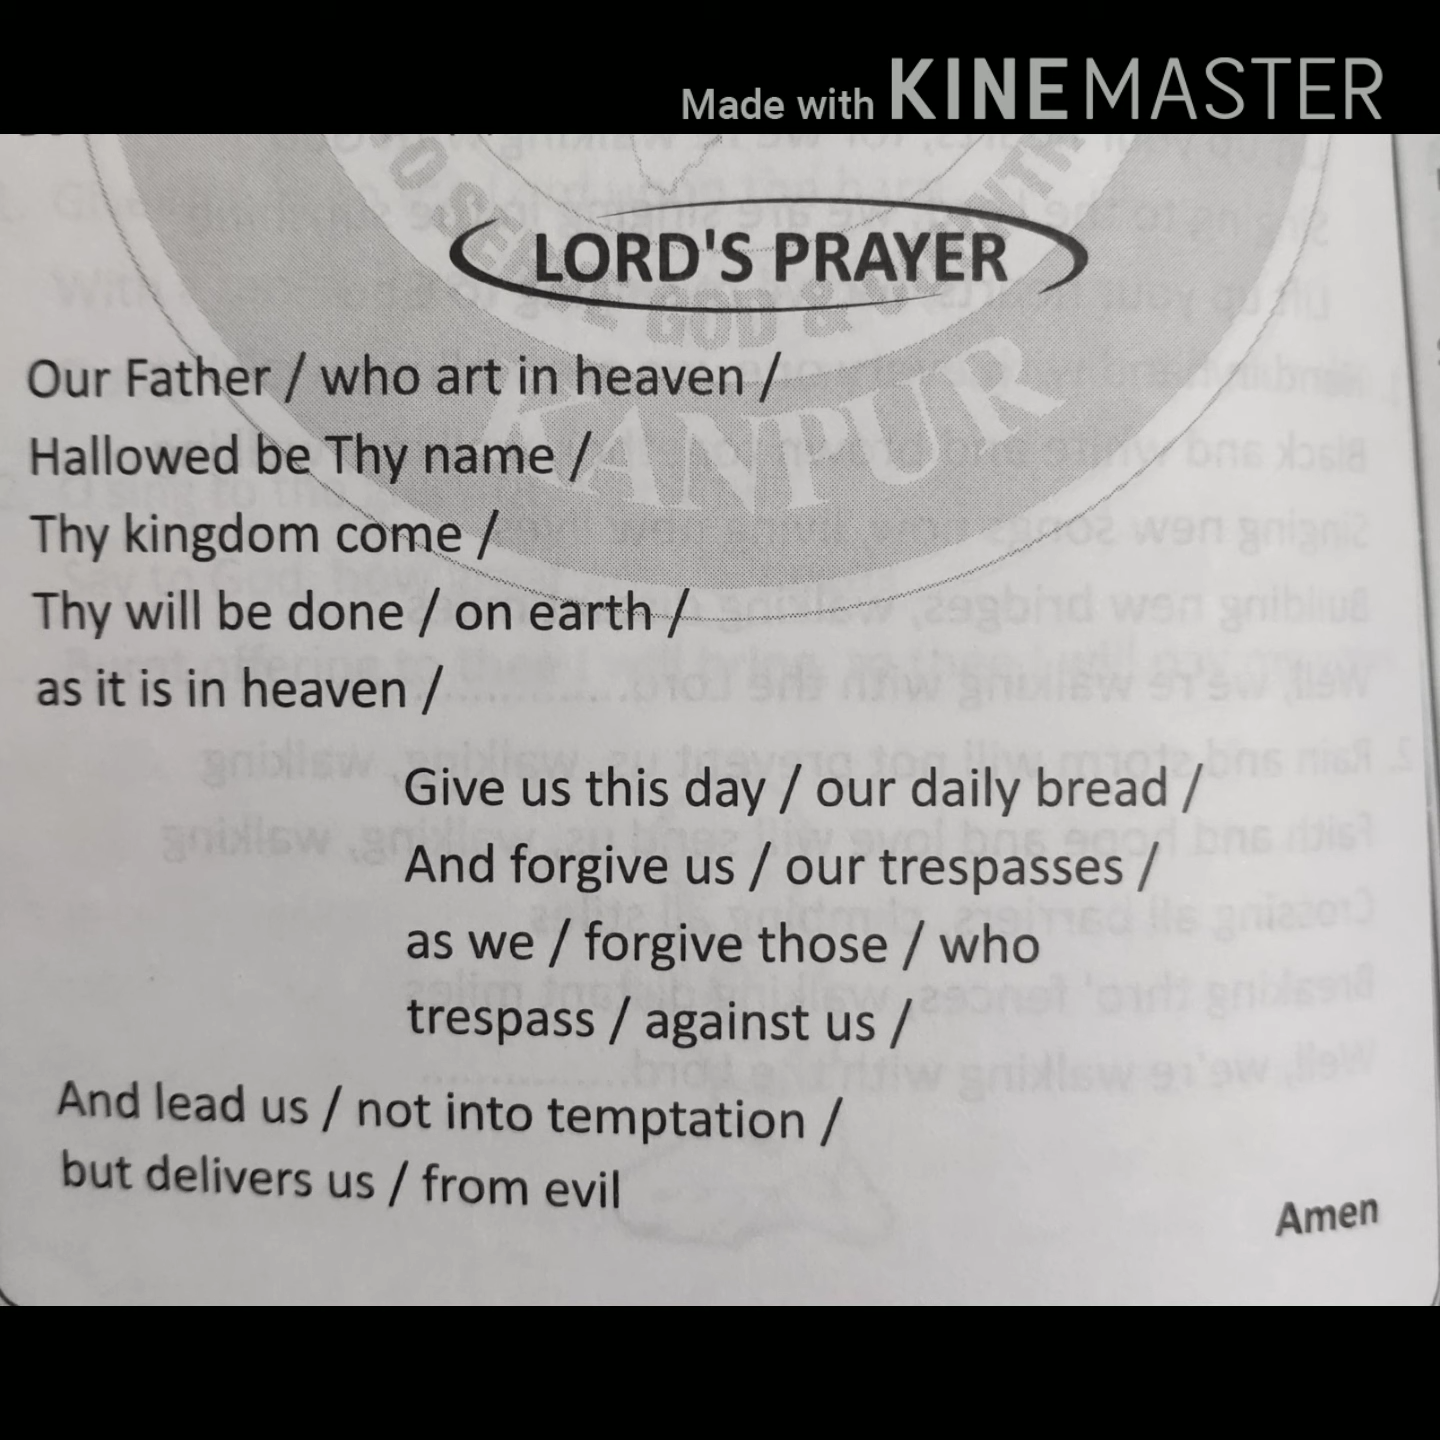 Made with KINEMASTER
LORD'S PRAYER
Our Father / who art in heaven /
Hallowed be Thy name /
Thy kingdom come /
Thy will be done / on earth /
as it is in heaven /
Give us this day / our daily bread /
And forgive us / our trespasses /
as we / forgive those / who
trespass / against us /
And lead us / not into temptation /
but delivers us / from evil
Amen
GOD &
KANPUR